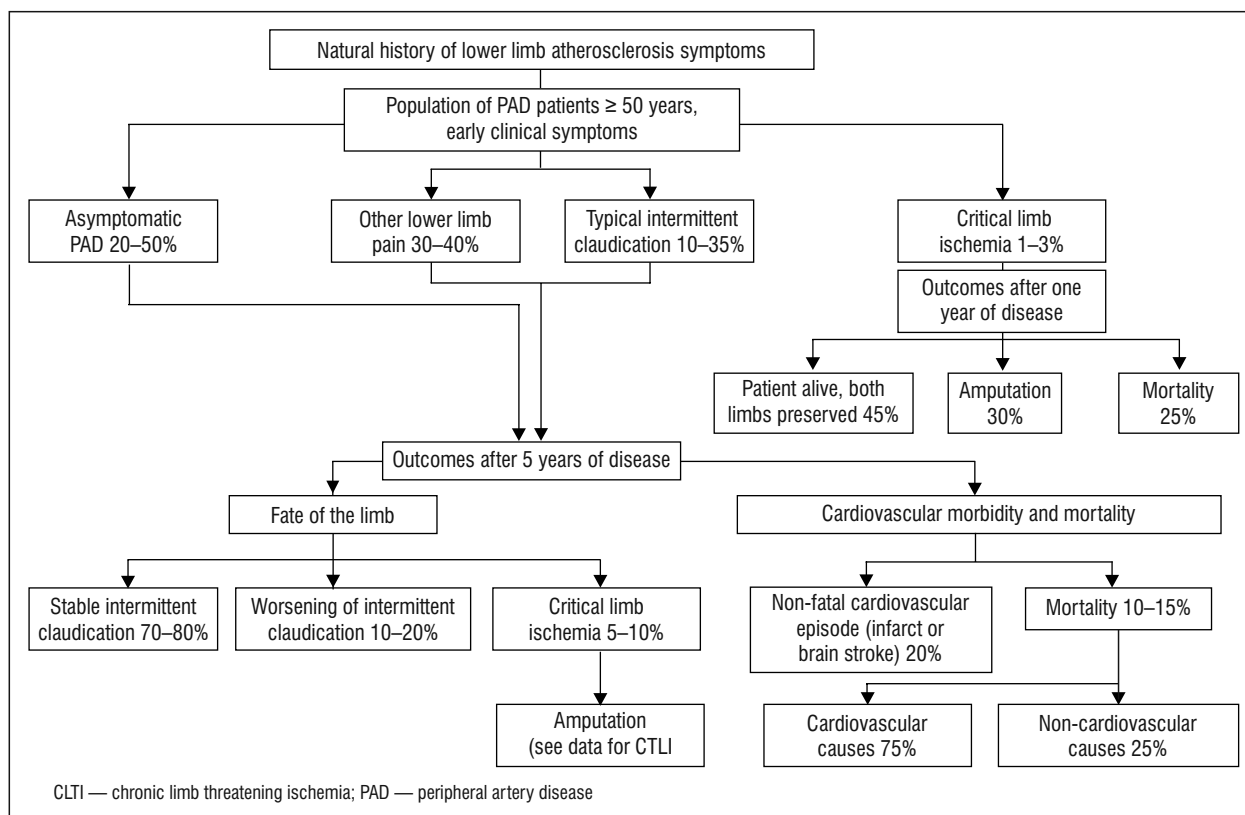 Natural history of lower limb atherosclerosis symptoms
Population of PAD patients ≥ 50 years,
early clinical symptoms
Asymptomatic
PAD 20–50%
Other lower limb
pain 30–40%
Typical intermittent
claudication 10–35%
Critical limb
ischemia 1–3%
Outcomes after one
year of disease
Patient alive, both
limbs preserved 45%
Amputation
30%
Mortality
25%
Outcomes after 5 years of disease
Fate of the limb
Cardiovascular morbidity and mortality
Stable intermittent
claudication 70–80%
Worsening of intermittent
claudication 10–20%
Critical limb
ischemia 5–10%
Non-fatal cardiovascular
episode (infarct or
brain stroke) 20%
Mortality 10–15%
Amputation
(see data for CTLI
Cardiovascular
causes 75%
Non-cardiovascular
causes 25%
CLTI — chronic limb threatening ischemia; PAD — peripheral artery disease